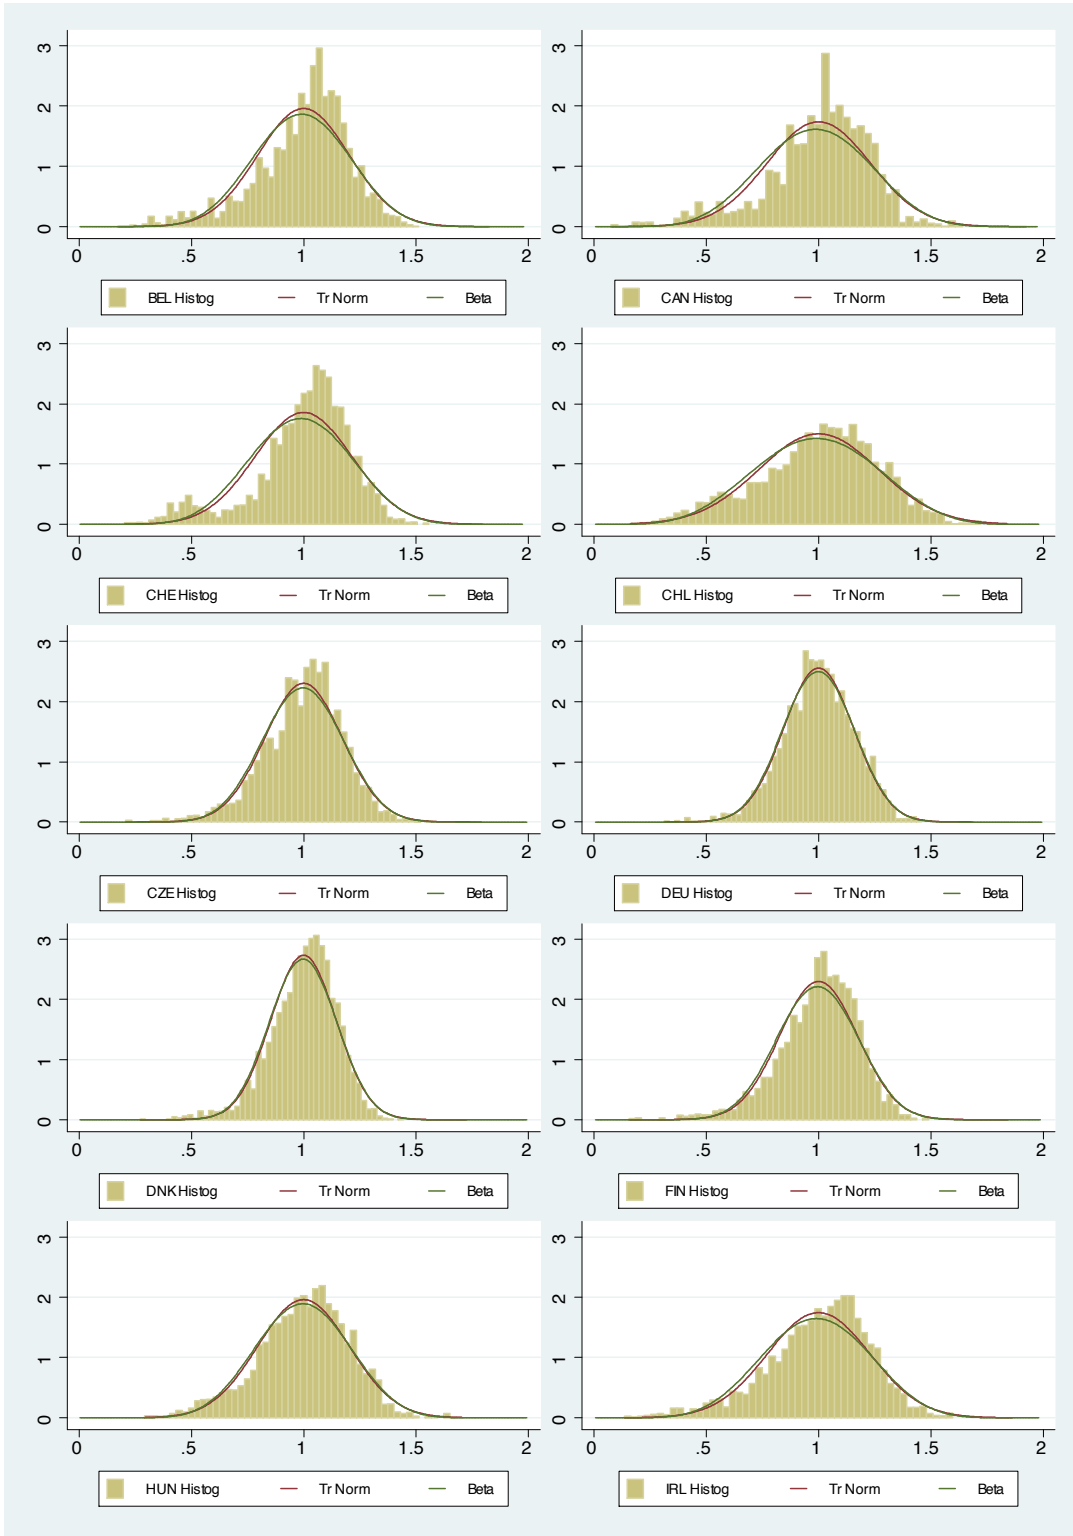 3
2
1
0
0 .5 1 1.5 2
BEL Histog Tr Norm Beta
3
2
1
0
0 .5 1 1.5 2
CAN Histog Tr Norm Beta
3
2
1
0
0 .5 1 1.5 2
CHE Histog Tr Norm Beta
3
2
1
0
0 .5 1 1.5 2
CHL Histog Tr Norm Beta
3
2
1
0
0 .5 1 1.5 2
CZE Histog Tr Norm Beta
3
2
1
0
0 .5 1 1.5 2
DEU Histog Tr Norm Beta
3
2
1
0
0 .5 1 1.5 2
DNK Histog Tr Norm Beta
3
2
1
0
0 .5 1 1.5 2
FIN Histog Tr Norm Beta
3
2
1
0
0 .5 1 1.5 2
HUN Histog Tr Norm Beta
3
2
1
0
0 .5 1 1.5 2
IRL Histog Tr Norm Beta